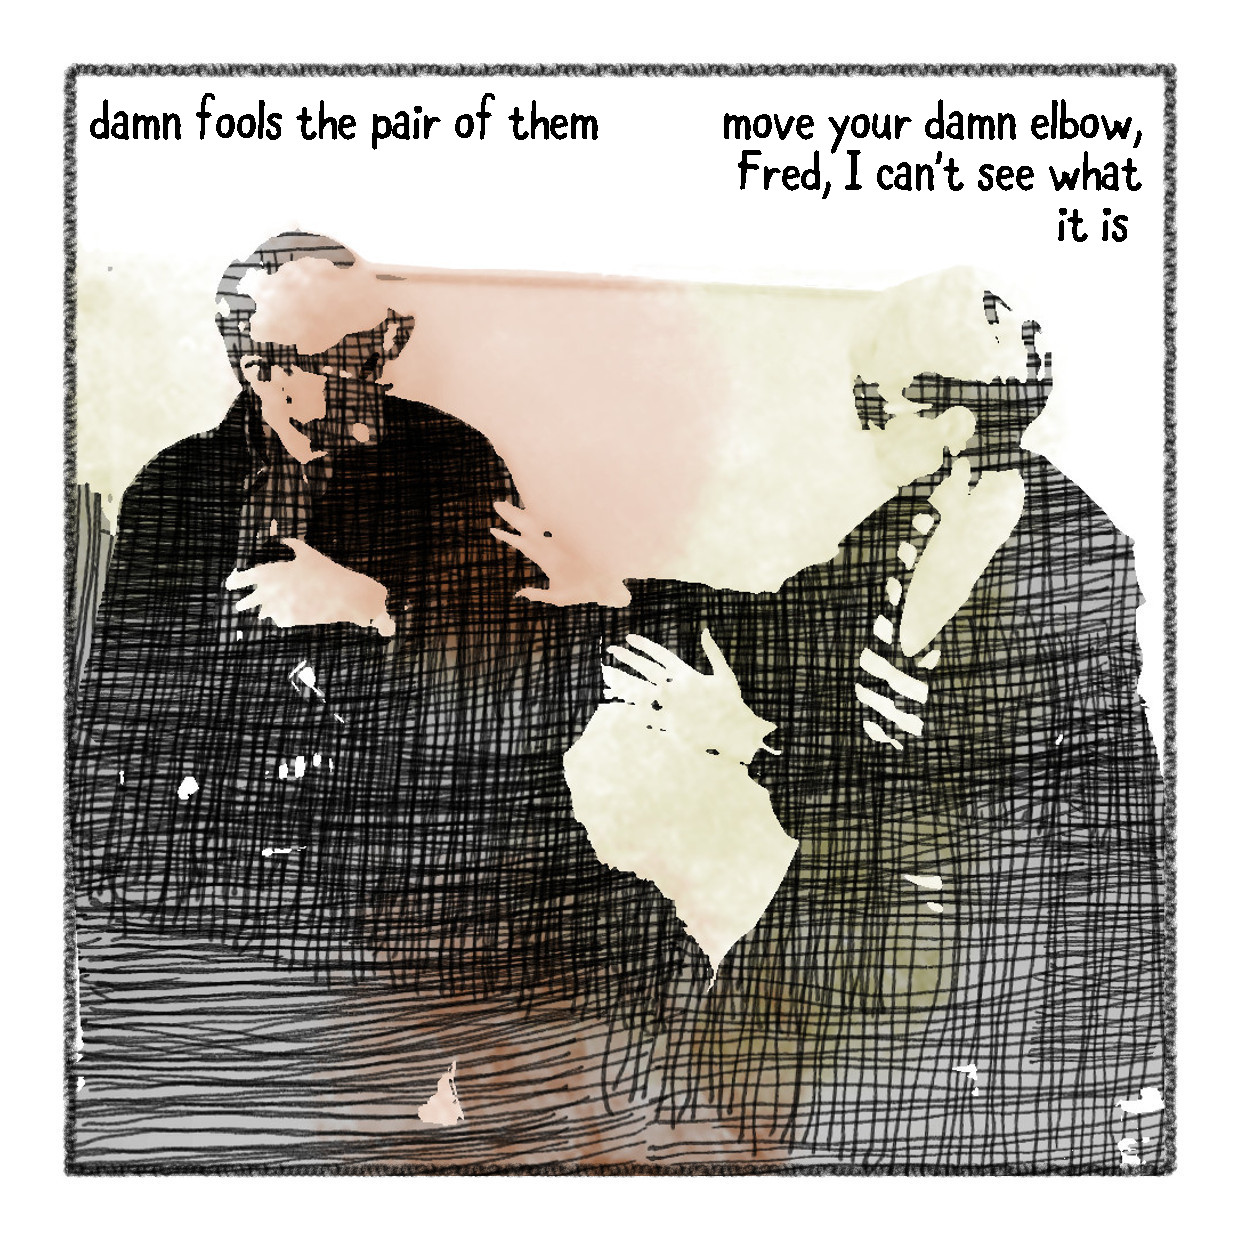 damn fools the pair of them
move your damn elbow,
Fred, I can't see what
it is